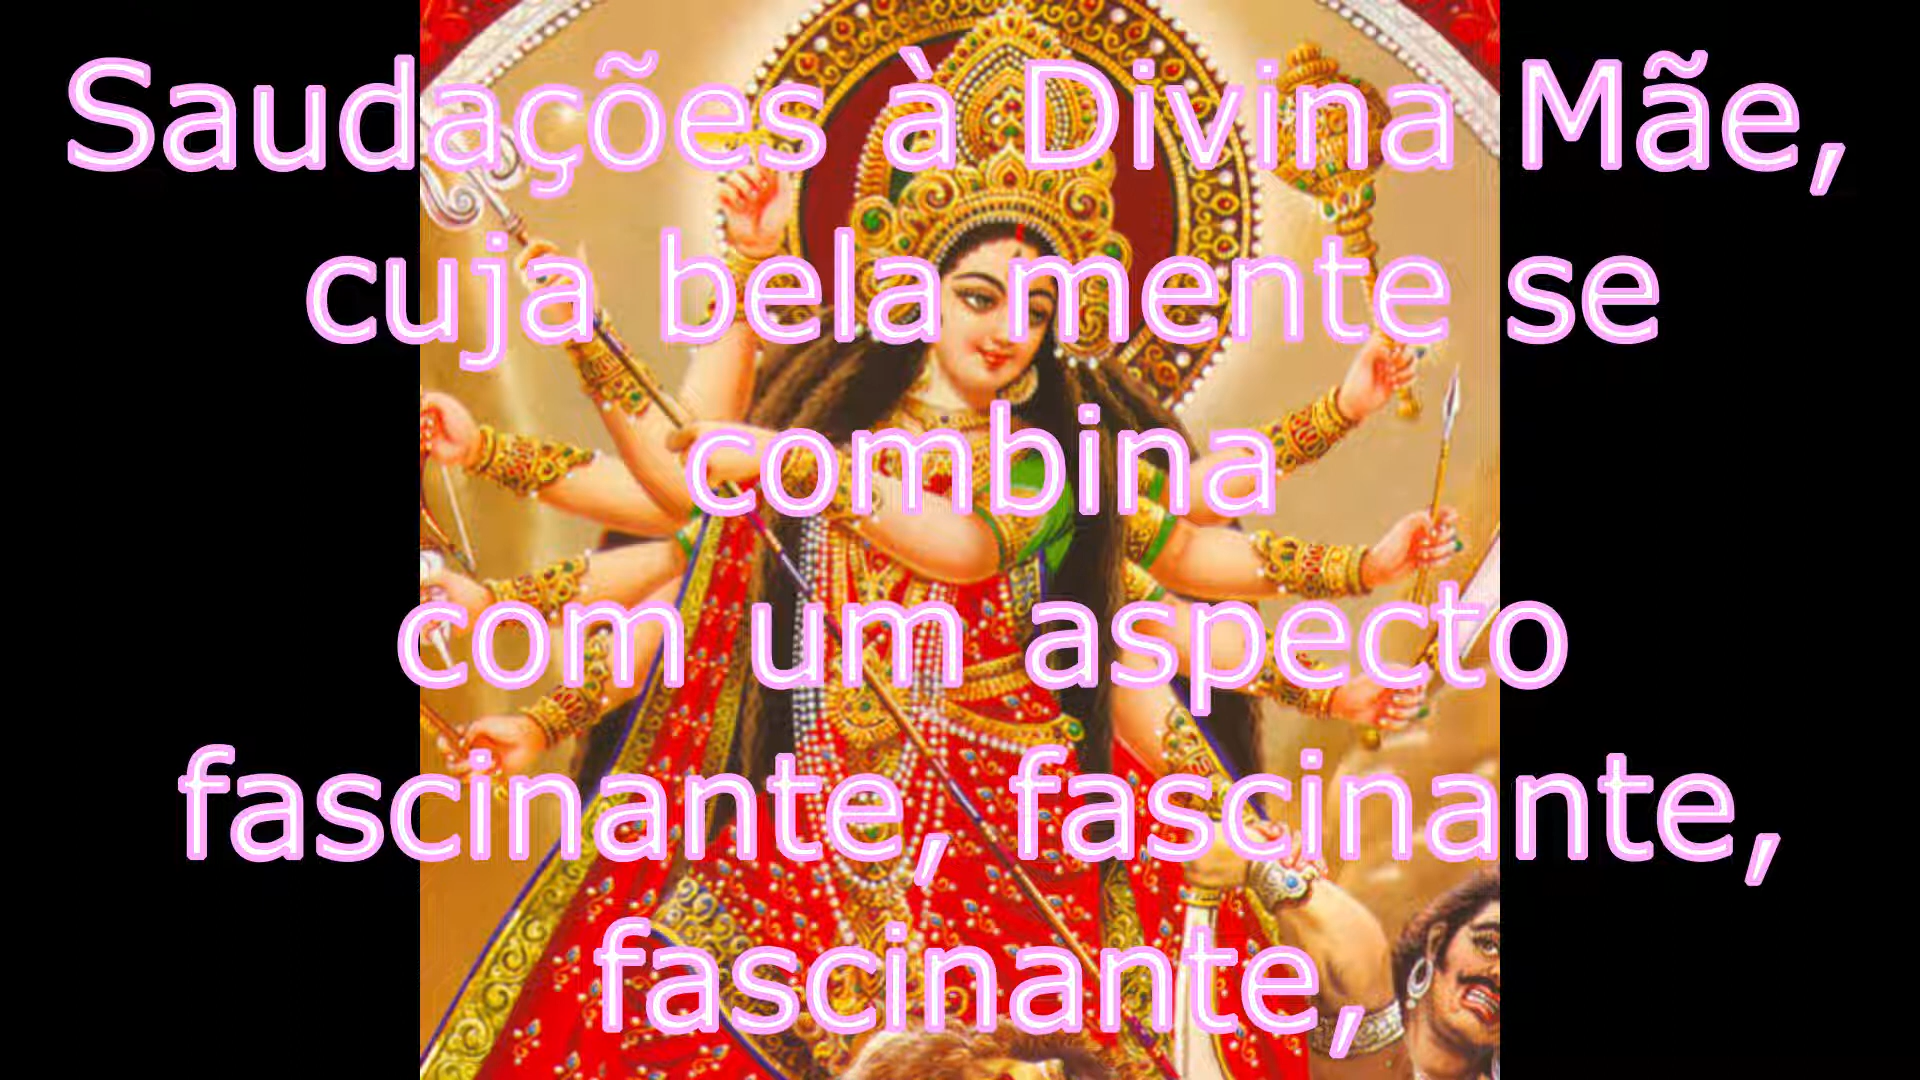 Saudações à Divina Mãe,
cuja bela mente se
combina
com um aspecto
fascinante, fascinante,
fascinante,